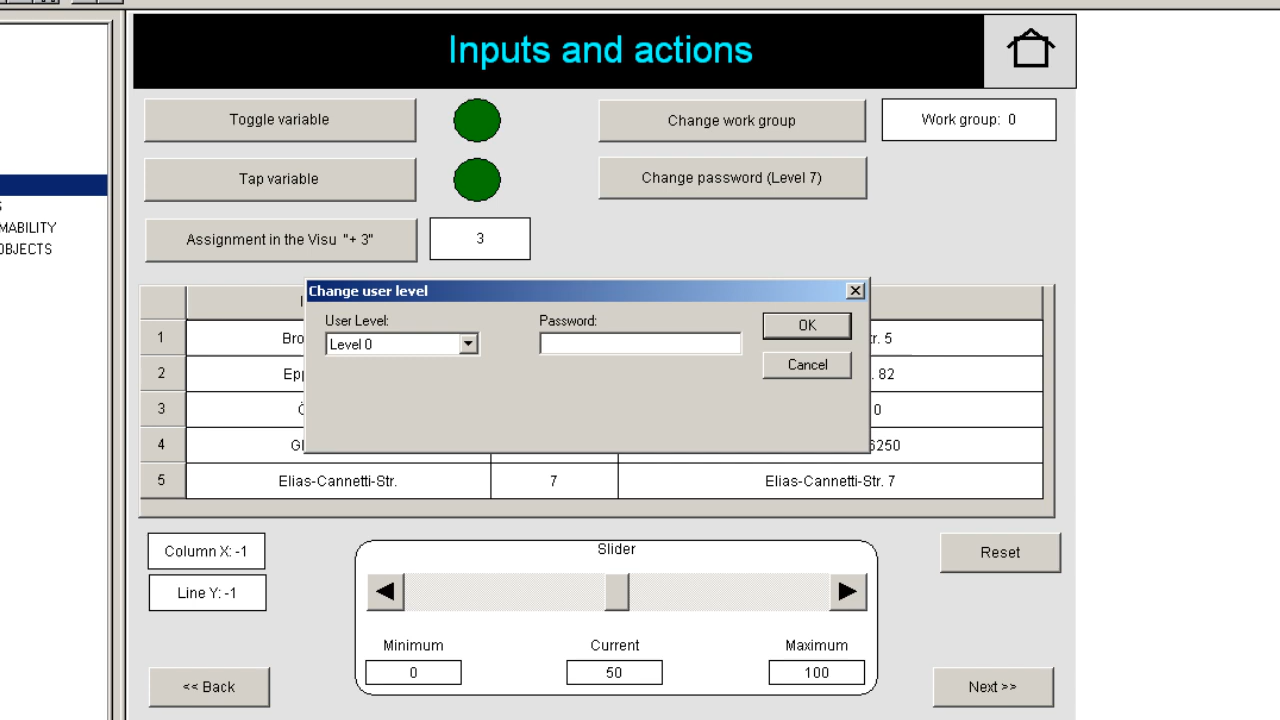 Inputs and actions
Toggle variable
Change work group
Work group: 0
Tap variable
Change password (Level 7)
MABILITY
Assignment in the Visu "+ 3"
3
OBJECTS
Change user level
User Level:
Password:
OK
Level 0
Cancel
1
Bro
r. 5
2
. 82
3
0
4
6250
5
Elias-Cannetti-Str.
7
Elias-Cannetti-Str. 7
Column X: -1
Slider
Reset
Line Y: -1
Minimum
Current
Maximum
0
50
100
<< Back
Next >>